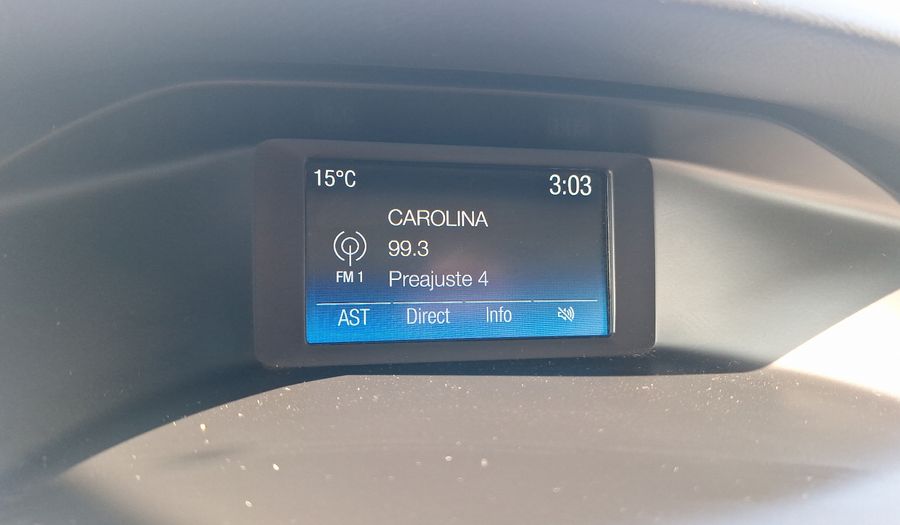 15°C 3:03
CAROLINA
99.3
FM 1 Preajuste 4
AST Direct Info